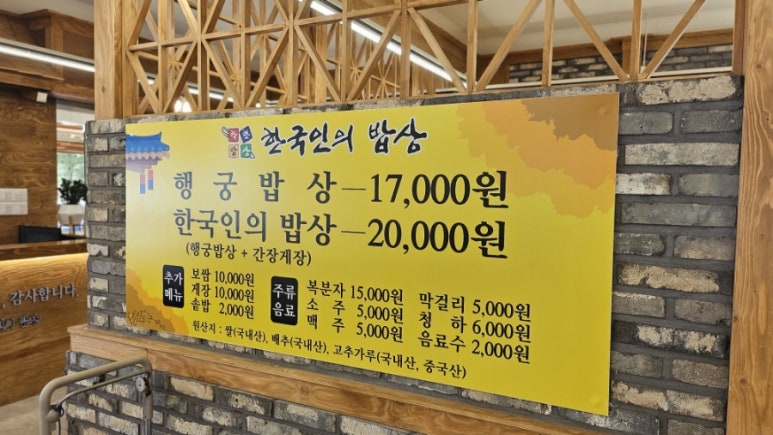 한국인의 밥상
행궁밥상 — 17,000원
한국인의 밥상 — 20,000원
(행궁밥상 + 간장게장)
추가메뉴
보쌈 10,000원
게장 10,000원
솥밥 2,000원
주류음료
복분자 15,000원 막걸리 5,000원
소주 5,000원 청하 6,000원
맥주 5,000원 음료수 2,000원
원산지 : 쌀(국내산), 배추(국내산), 고추가루(국내산, 중국산)
감사합니다.